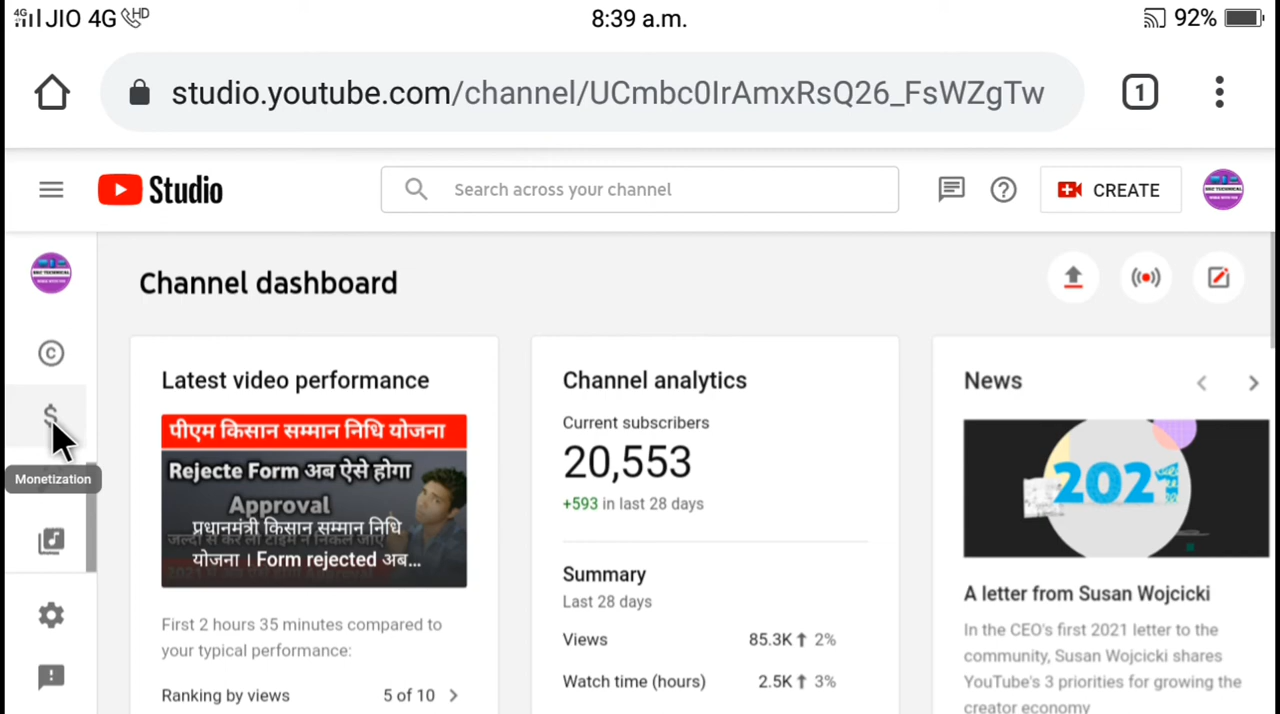 4G JIO 4G HD 8:39 a.m. 92%
studio.youtube.com/channel/UCmbc0IrAmxRsQ26_FsWZgTw 1
Studio Search across your channel CREATE
Channel dashboard
Latest video performance
पीएम किसान सम्मान निधि योजना
Rejecte Form अब ऐसे होगा
Approval
प्रधानमंत्री किसान सम्मान निधि
योजना । Form rejected अब...
First 2 hours 35 minutes compared to
your typical performance:
Ranking by views 5 of 10
Channel analytics
Current subscribers
20,553
+593 in last 28 days
Summary
Last 28 days
Views 85.3K 2%
Watch time (hours) 2.5K 3%
News
2021
A letter from Susan Wojcicki
In the CEO's first 2021 letter to the
community, Susan Wojcicki shares
YouTube's 3 priorities for growing the
creator economy
Monetization